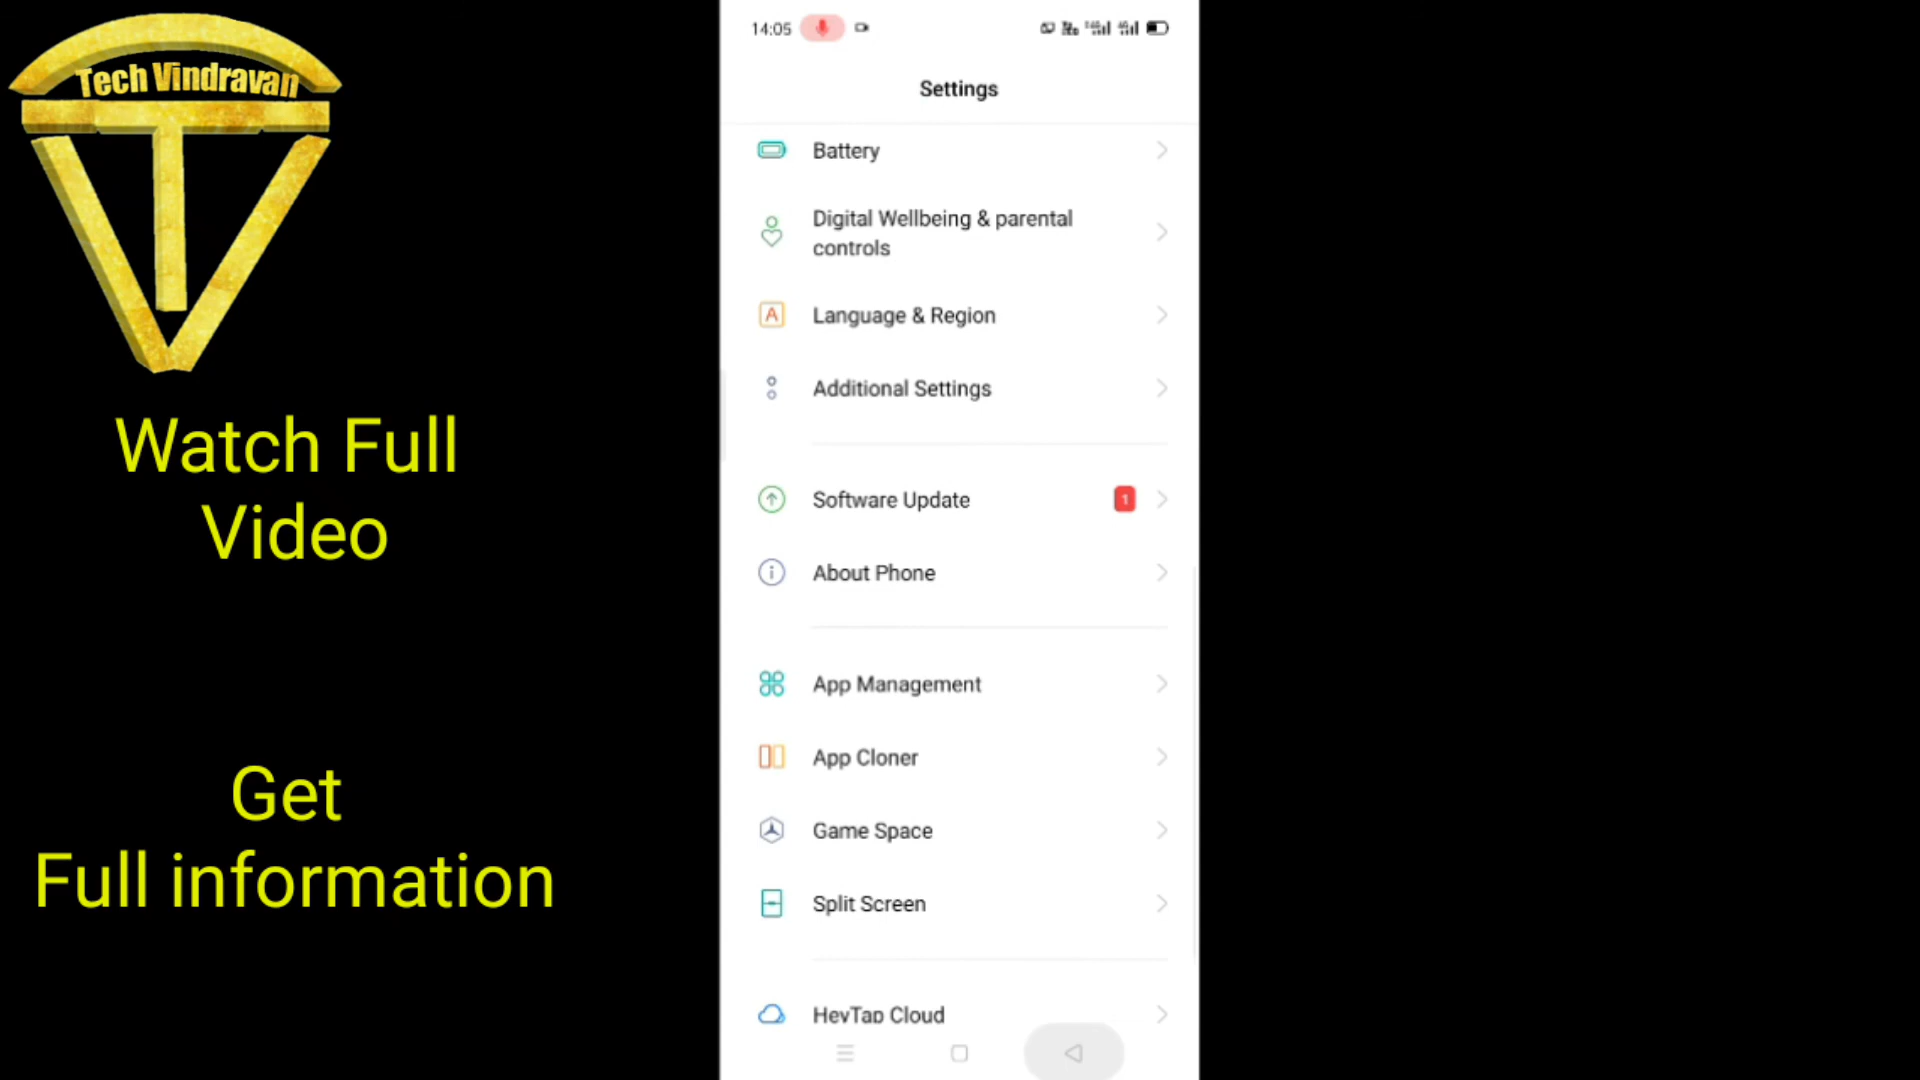 Tech Vindravan
Watch Full
Video
Get
Full information
14:05
Settings
Battery
Digital Wellbeing & parental
controls
Language & Region
Additional Settings
Software Update
1
About Phone
App Management
App Cloner
Game Space
Split Screen
HeyTap Cloud